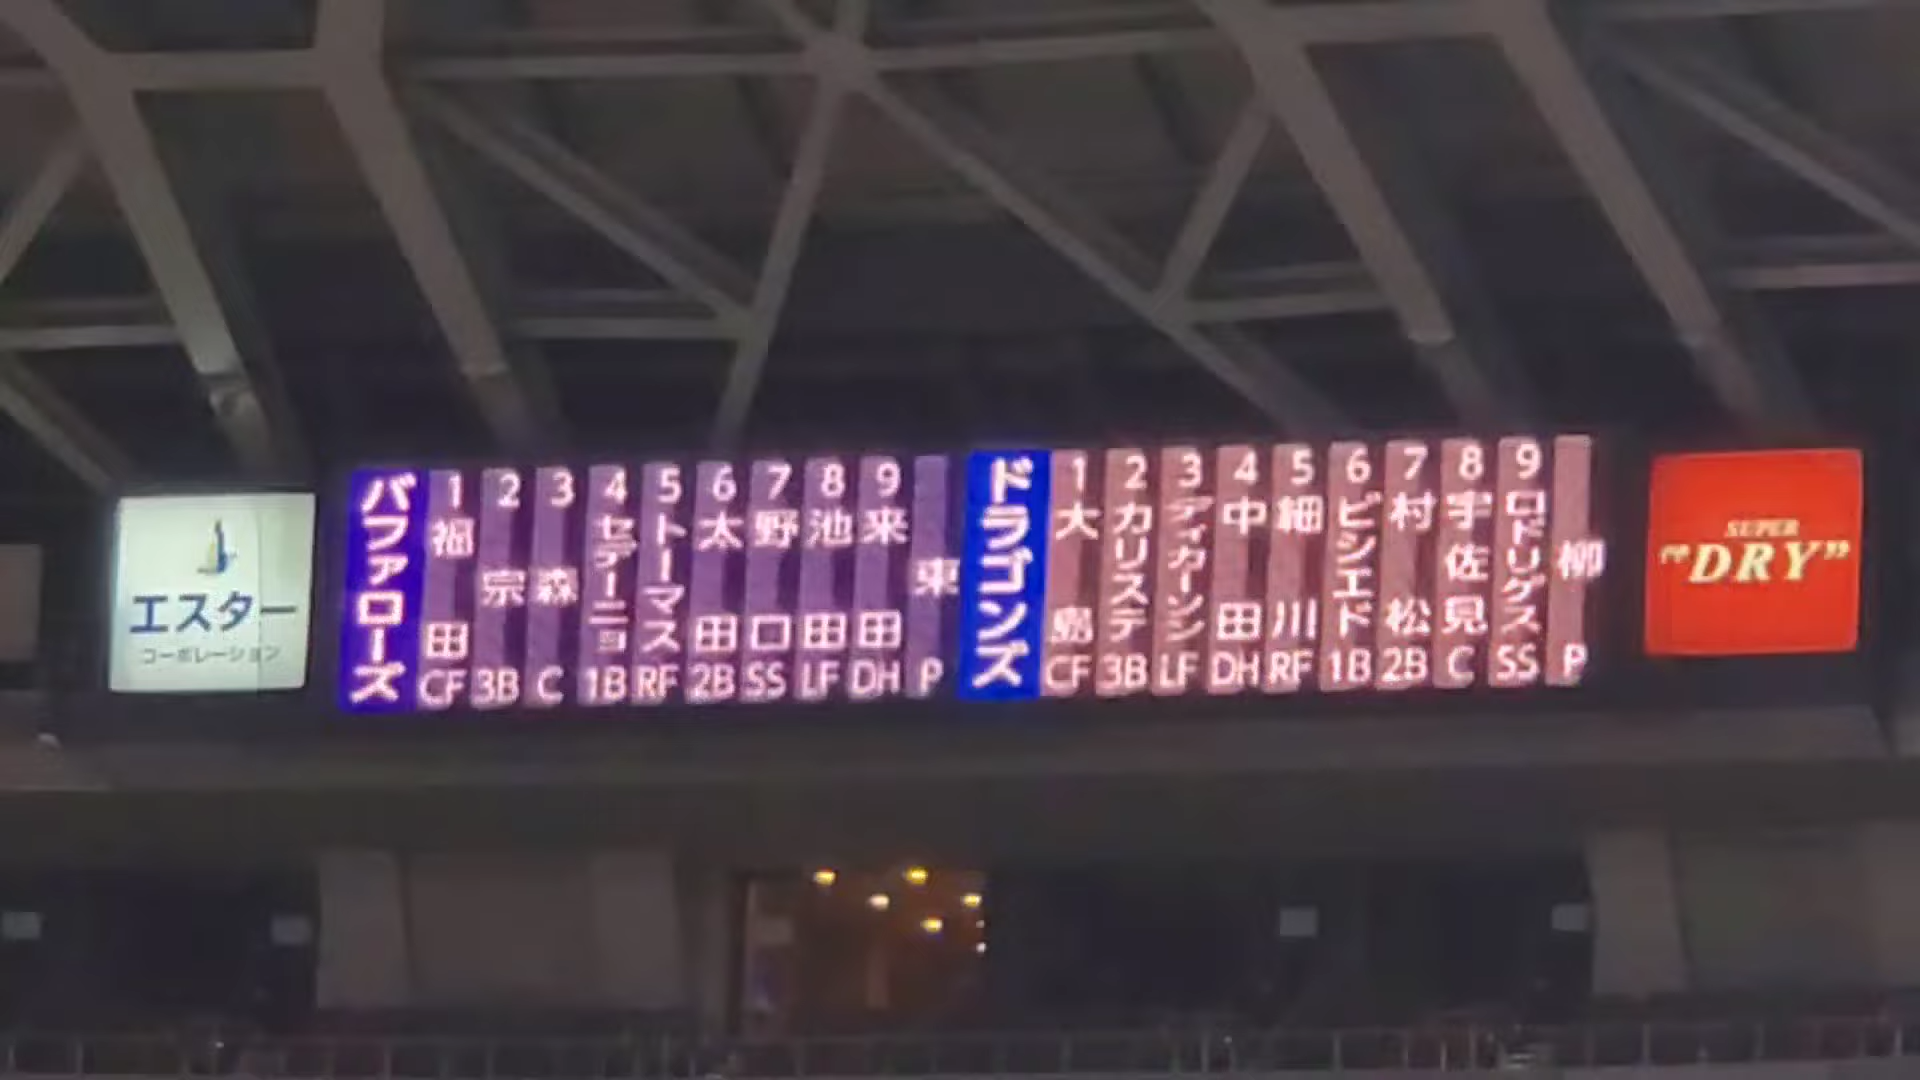 バファローズ
1 福田 CF
2 宗 3B
3 森 C
4 セデーニョ 1B
5 トーマス RF
6 太田 2B
7 野口 SS
8 池田 LF
9 来田 DH
東 P
ドラゴンズ
1 大島 CF
2 カリステ 3B
3 ディカーソン LF
4 中田 DH
5 細川 RF
6 ビシエド 1B
7 村松 2B
8 宇佐見 C
9 ロドリゲス SS
柳 P
エスター
コーポレーション
SUPER
"DRY"